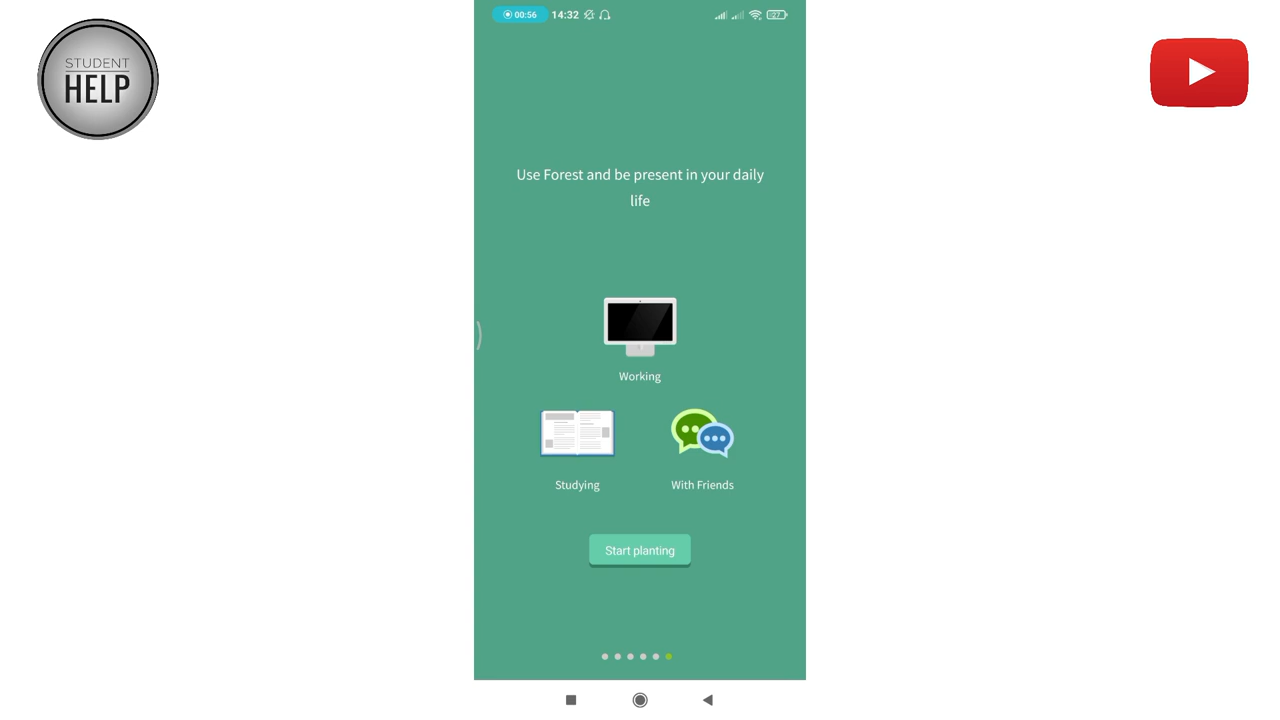 STUDENT
HELP
00:56 14:32
Use Forest and be present in your daily
life
Working
Studying
With Friends
Start planting